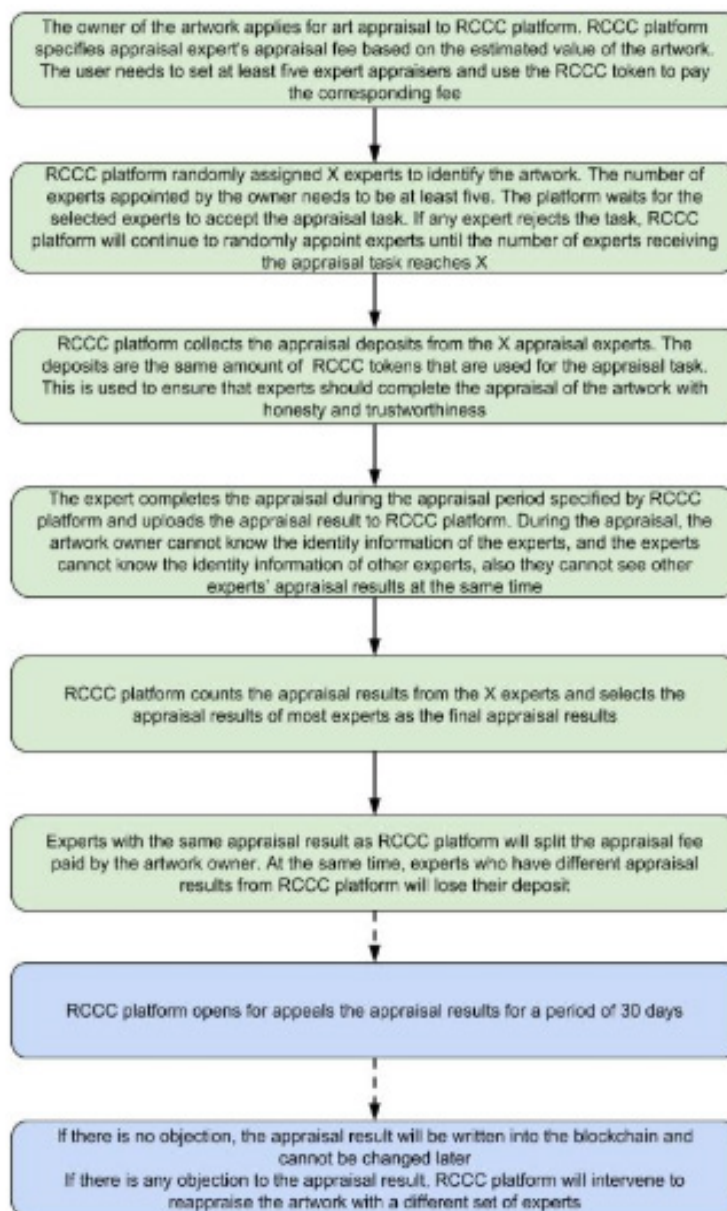 The owner of the artwork applies for art appraisal to RCCC platform. RCCC platform
specifies appraisal expert's appraisal fee based on the estimated value of the artwork.
The user needs to set at least five expert appraisers and use the RCCC token to pay
the corresponding fee
RCCC platform randomly assigned X experts to identify the artwork. The number of
experts appointed by the owner needs to be at least five. The platform waits for the
selected experts to accept the appraisal task. If any expert rejects the task, RCCC
platform will continue to randomly appoint experts until the number of experts receiving
the appraisal task reaches X
RCCC platform collects the appraisal deposits from the X appraisal experts. The
deposits are the same amount of RCCC tokens that are used for the appraisal task.
This is used to ensure that experts should complete the appraisal of the artwork with
honesty and trustworthiness
The expert completes the appraisal during the appraisal period specified by RCCC
platform and uploads the appraisal result to RCCC platform. During the appraisal, the
artwork owner cannot know the identity information of the experts, and the experts
cannot know the identity information of other experts, also they cannot see other
experts' appraisal results at the same time
RCCC platform counts the appraisal results from the X experts and selects the
appraisal results of most experts as the final appraisal results
Experts with the same appraisal result as RCCC platform will split the appraisal fee
paid by the artwork owner. At the same time, experts who have different appraisal
results from RCCC platform will lose their deposit
RCCC platform opens for appeals the appraisal results for a period of 30 days
If there is no objection, the appraisal result will be written into the blockchain and
cannot be changed later
If there is any objection to the appraisal result, RCCC platform will intervene to
reappraise the artwork with a different set of experts